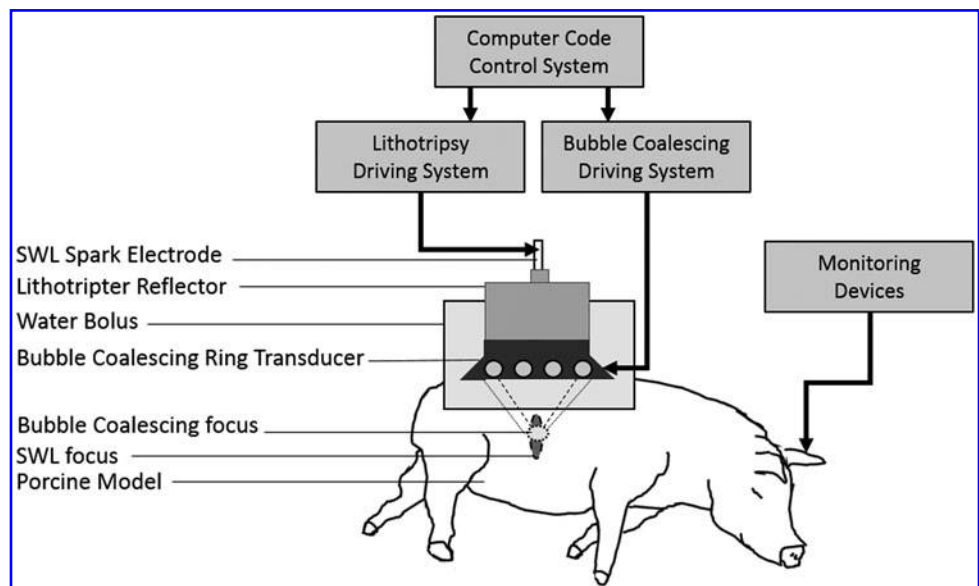 Computer Code
Control System
Lithotripsy
Driving System
Bubble Coalescing
Driving System
Monitoring
Devices
SWL Spark Electrode
Lithotripter Reflector
Water Bolus
Bubble Coalescing Ring Transducer
Bubble Coalescing focus
SWL focus
Porcine Model